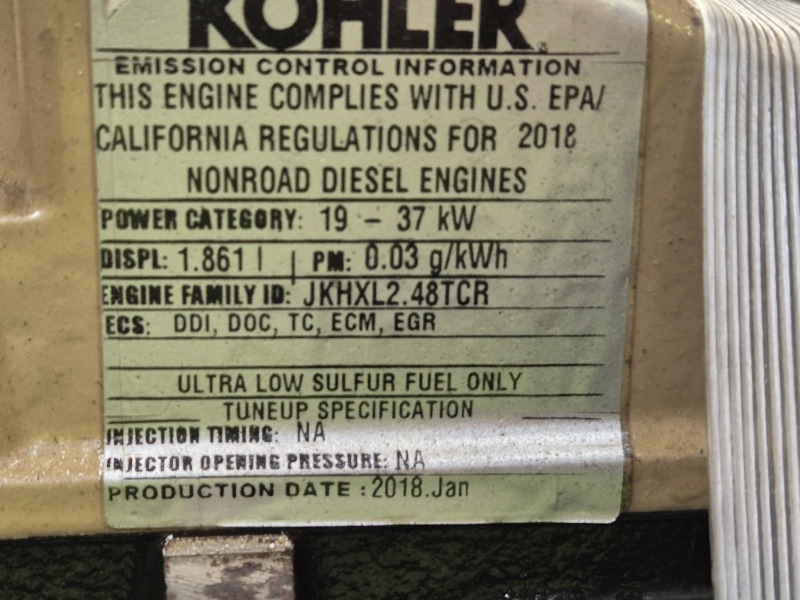 KOHLER
EMISSION CONTROL INFORMATION
THIS ENGINE COMPLIES WITH U.S. EPA/
CALIFORNIA REGULATIONS FOR 2018
NONROAD DIESEL ENGINES
POWER CATEGORY: 19 – 37 kW
DISPL: 1.861 l | PM: 0.03 g/kWh
ENGINE FAMILY ID: JKHXL2.48TCR
ECS: DDI, DOC, TC, ECM, EGR
ULTRA LOW SULFUR FUEL ONLY
TUNEUP SPECIFICATION
INJECTION TIMING: NA
INJECTOR OPENING PRESSURE: NA
PRODUCTION DATE : 2018.Jan